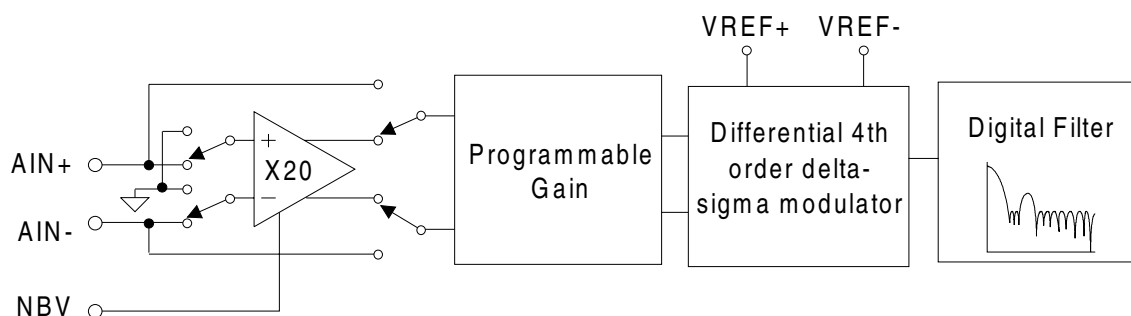 VREF+ VREF-
AIN+
AIN-
NBV
+
X20
−
Programmable
Gain
Differential 4th
order delta-
sigma modulator
Digital Filter